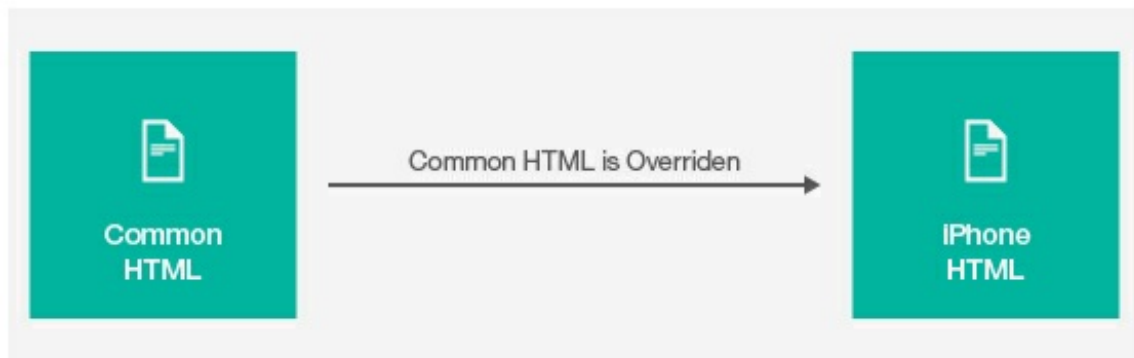 Common
HTML
Common HTML is Overriden
iPhone
HTML